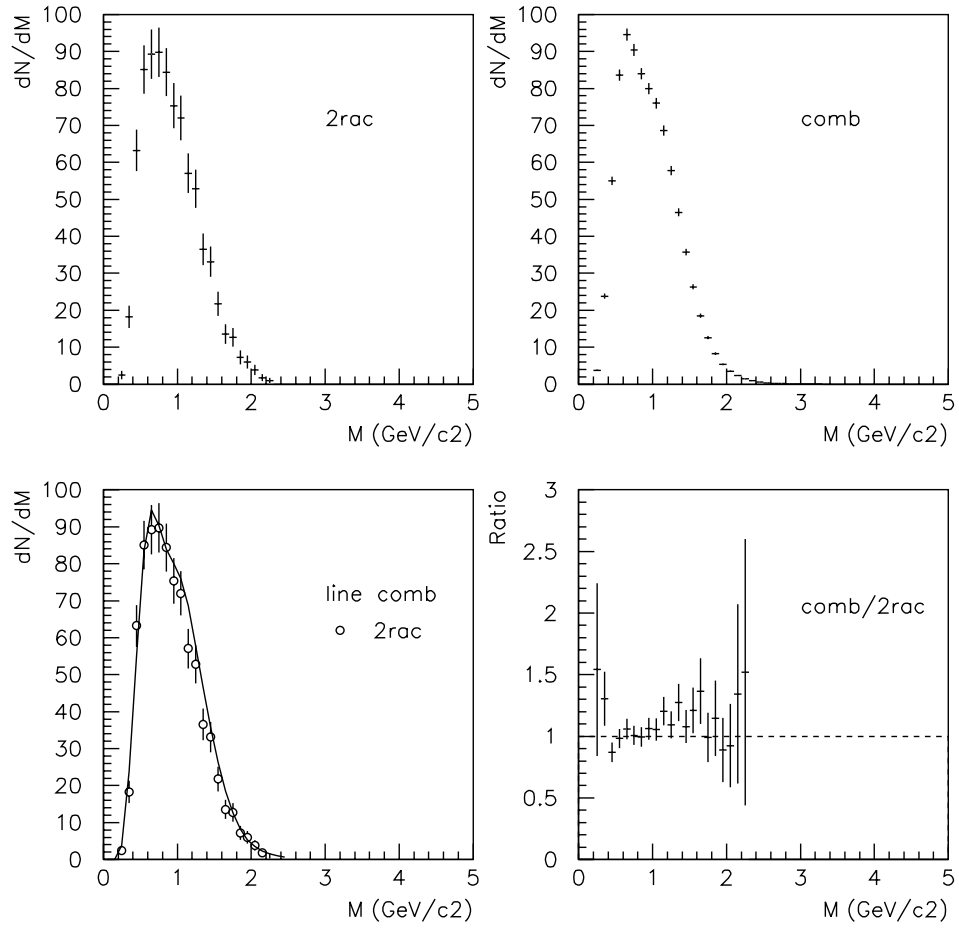 dN/dM
100
90
80
70
60
50
40
30
20
10
0
2rac
0 1 2 3 4 5
M (GeV/c2)
dN/dM
100
90
80
70
60
50
40
30
20
10
0
comb
0 1 2 3 4 5
M (GeV/c2)
dN/dM
100
90
80
70
60
50
40
30
20
10
0
line comb
2rac
0 1 2 3 4 5
M (GeV/c2)
Ratio
3
2.5
2
1.5
1
0.5
0
comb/2rac
0 1 2 3 4 5
M (GeV/c2)